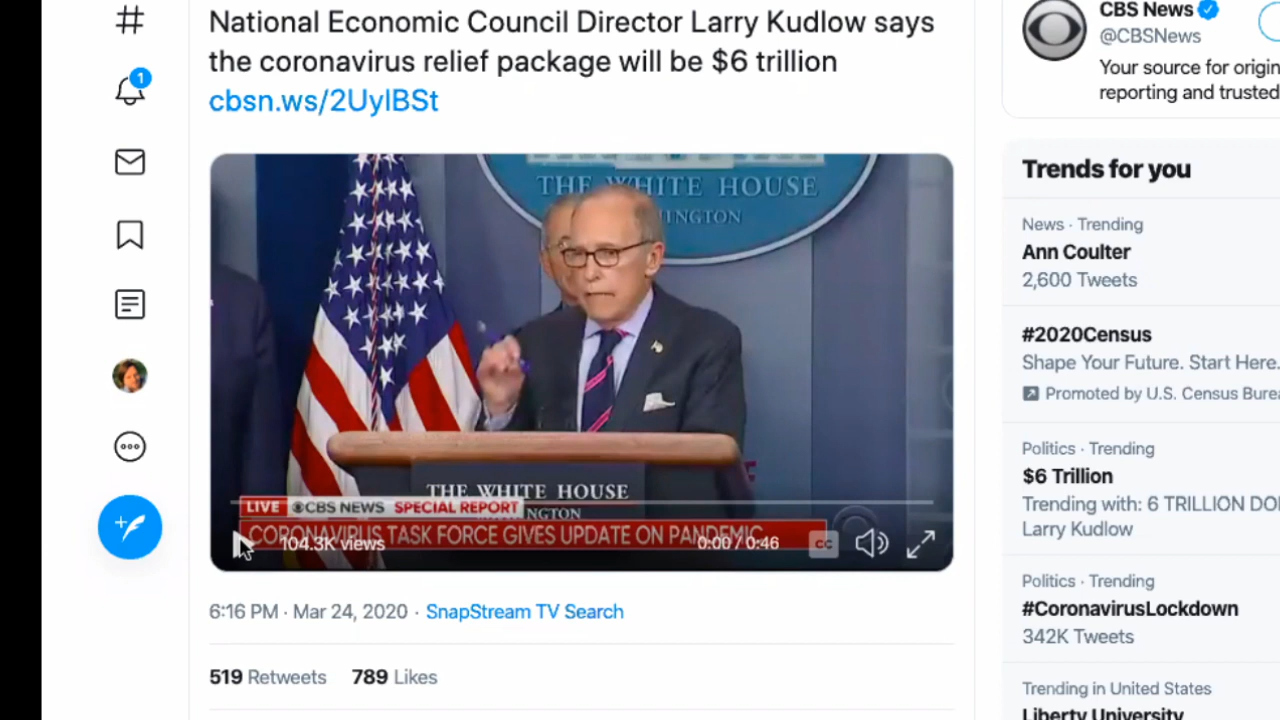 National Economic Council Director Larry Kudlow says
the coronavirus relief package will be $6 trillion
cbsn.ws/2UylBSt
1
THE WHITE HOUSE
INGTON
THE WHITE HOUSE
NGTON
LIVE CBS NEWS SPECIAL REPORT
CORONAVIRUS TASK FORCE GIVES UPDATE ON PANDEMIC
104.3K views
0:00 / 0:46
CC
6:16 PM · Mar 24, 2020 · SnapStream TV Search
519 Retweets 789 Likes
CBS News
@CBSNews
Your source for origin
reporting and trusted
Trends for you
News · Trending
Ann Coulter
2,600 Tweets
#2020Census
Shape Your Future. Start Here.
Promoted by U.S. Census Burea
Politics · Trending
$6 Trillion
Trending with: 6 TRILLION DO
Larry Kudlow
Politics · Trending
#CoronavirusLockdown
342K Tweets
Trending in United States
Liberty University